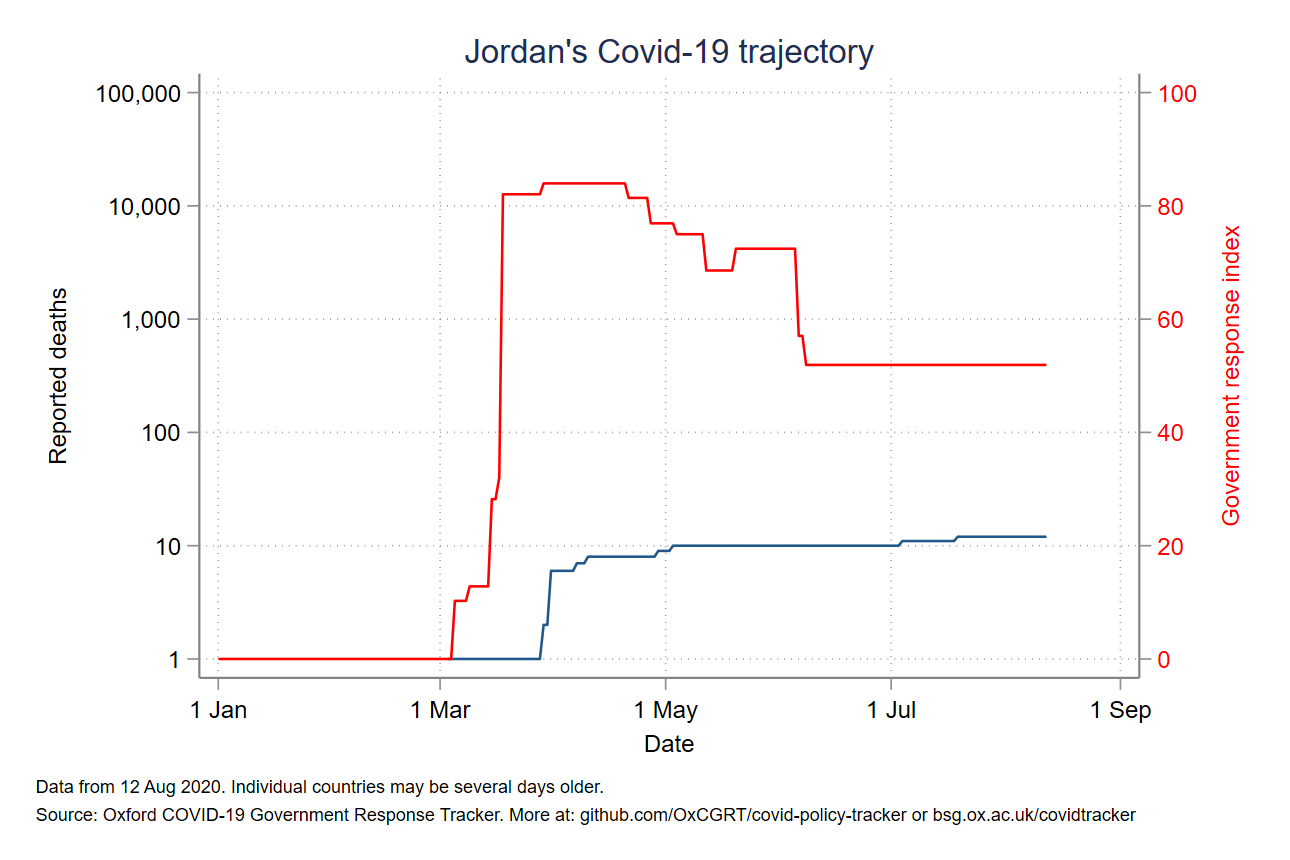 Jordan's Covid-19 trajectory
100,000
10,000
1,000
100
10
1
Reported deaths
100
80
60
40
20
0
Government response index
1 Jan
1 Mar
1 May
1 Jul
1 Sep
Date
Data from 12 Aug 2020. Individual countries may be several days older.
Source: Oxford COVID-19 Government Response Tracker. More at: github.com/OxCGRT/covid-policy-tracker or bsg.ox.ac.uk/covidtracker